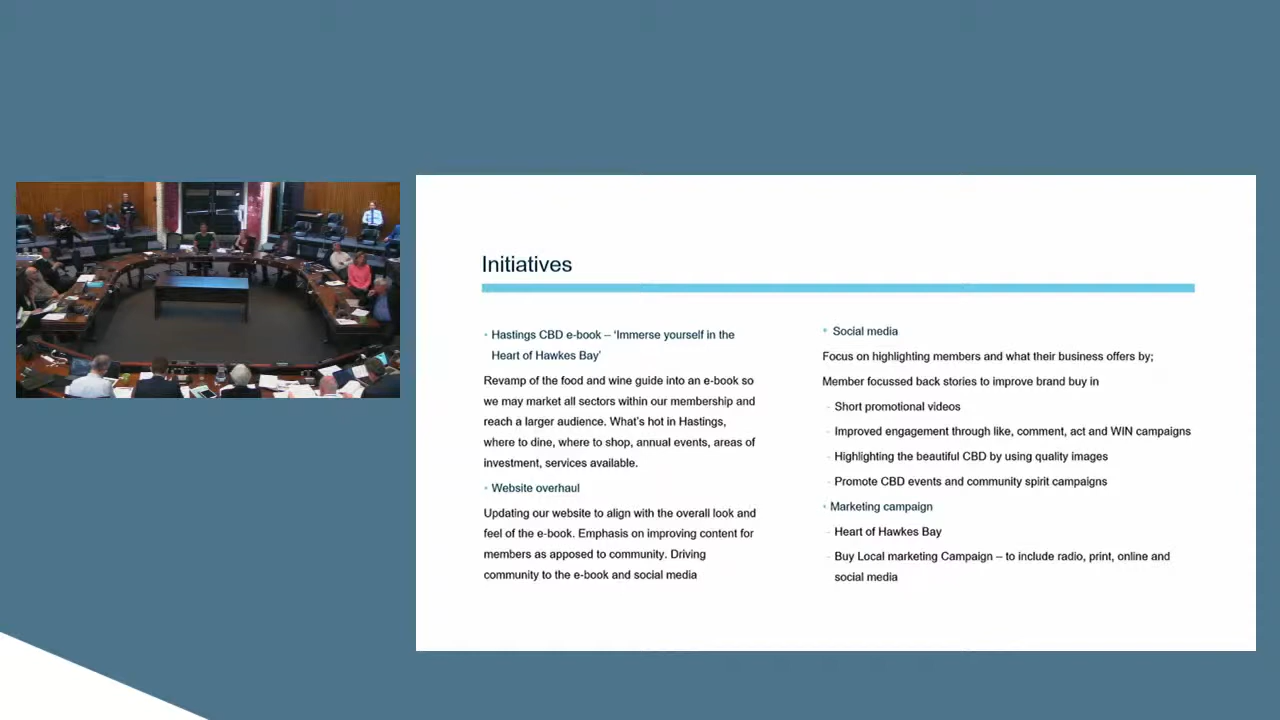 Initiatives
Hastings CBD e-book – ‘Immerse yourself in the
Heart of Hawkes Bay’
Revamp of the food and wine guide into an e-book so
we may market all sectors within our membership and
reach a larger audience. What’s hot in Hastings,
where to dine, where to shop, annual events, areas of
investment, services available.
Website overhaul
Updating our website to align with the overall look and
feel of the e-book. Emphasis on improving content for
members as apposed to community. Driving
community to the e-book and social media
Social media
Focus on highlighting members and what their business offers by;
Member focussed back stories to improve brand buy in
Short promotional videos
Improved engagement through like, comment, act and WIN campaigns
Highlighting the beautiful CBD by using quality images
Promote CBD events and community spirit campaigns
Marketing campaign
Heart of Hawkes Bay
Buy Local marketing Campaign – to include radio, print, online and
social media